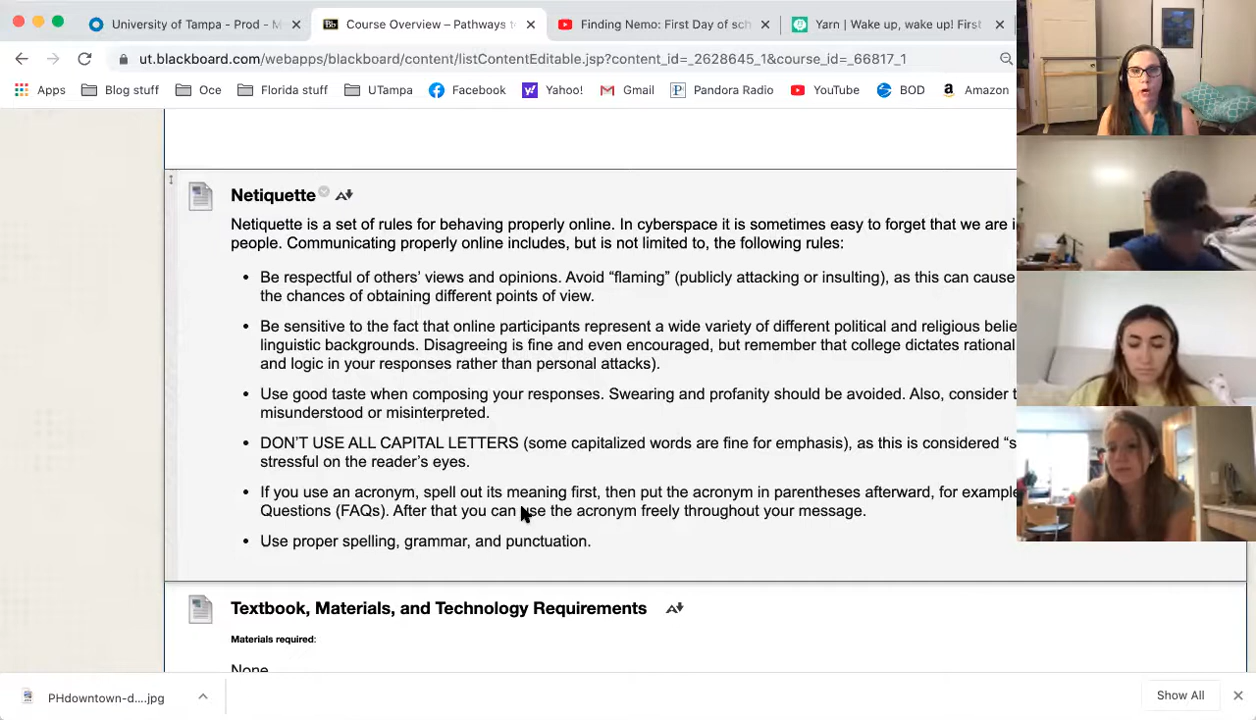 University of Tampa - Prod - M
Course Overview – Pathways to
Finding Nemo: First Day of sch
Yarn | Wake up, wake up! First
ut.blackboard.com/webapps/blackboard/content/listContentEditable.jsp?content_id=_2628645_1&course_id=_66817_1
Apps Blog stuff Oce Florida stuff UTampa Facebook Yahoo! Gmail Pandora Radio YouTube BOD Amazon
Netiquette
Netiquette is a set of rules for behaving properly online. In cyberspace it is sometimes easy to forget that we are i
people. Communicating properly online includes, but is not limited to, the following rules:
• Be respectful of others’ views and opinions. Avoid “flaming” (publicly attacking or insulting), as this can cause
the chances of obtaining different points of view.
• Be sensitive to the fact that online participants represent a wide variety of different political and religious belie
linguistic backgrounds. Disagreeing is fine and even encouraged, but remember that college dictates rational
and logic in your responses rather than personal attacks).
• Use good taste when composing your responses. Swearing and profanity should be avoided. Also, consider t
misunderstood or misinterpreted.
• DON’T USE ALL CAPITAL LETTERS (some capitalized words are fine for emphasis), as this is considered “s
stressful on the reader’s eyes.
• If you use an acronym, spell out its meaning first, then put the acronym in parentheses afterward, for example
Questions (FAQs). After that you can use the acronym freely throughout your message.
• Use proper spelling, grammar, and punctuation.
Textbook, Materials, and Technology Requirements
Materials required:
None
PHdowntown-d....jpg
Show All